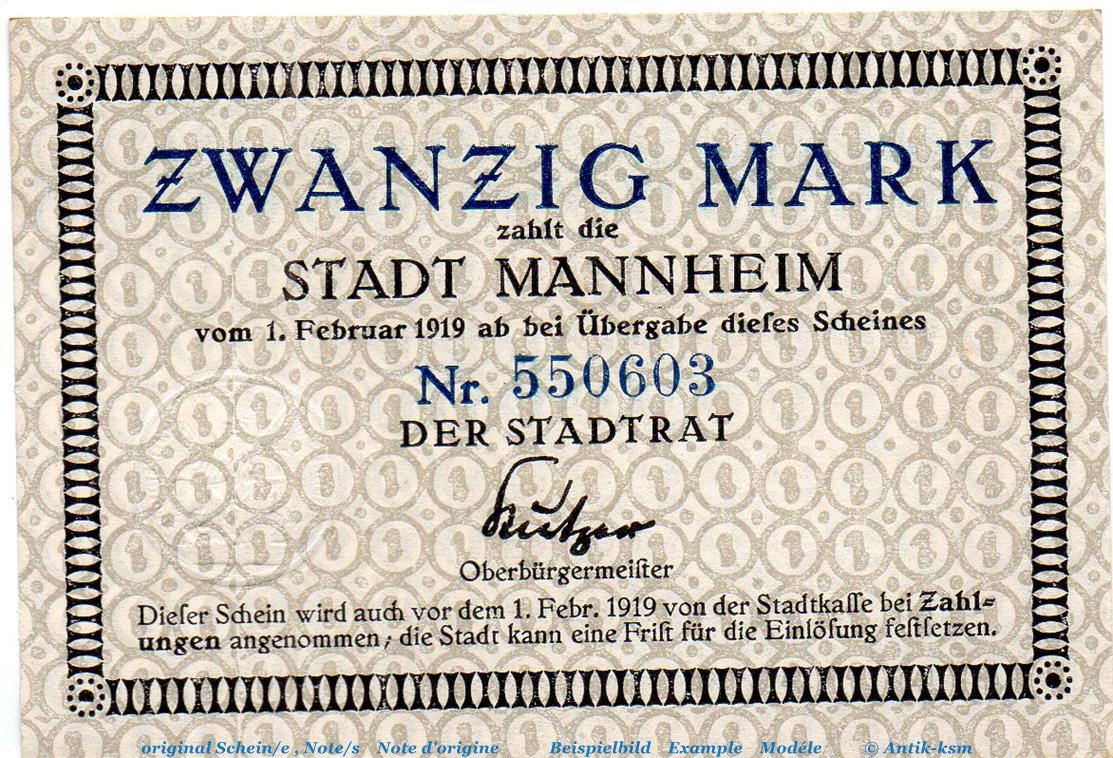 ZWANZIG MARK
zahlt die
STADT MANNHEIM
vom 1. Februar 1919 ab bei Übergabe dieſes Scheines
Nr. 550603
DER STADTRAT
Kutzer
Oberbürgermeiſter
Dieſer Schein wird auch vor dem 1. Febr. 1919 von der Stadtkaſſe bei Zahl=
ungen angenommen; die Stadt kann eine Friſt für die Einlöſung feſtſetzen.
original Schein/e , Note/s Note d'origine Beispielbild Example Modéle © Antik-ksm